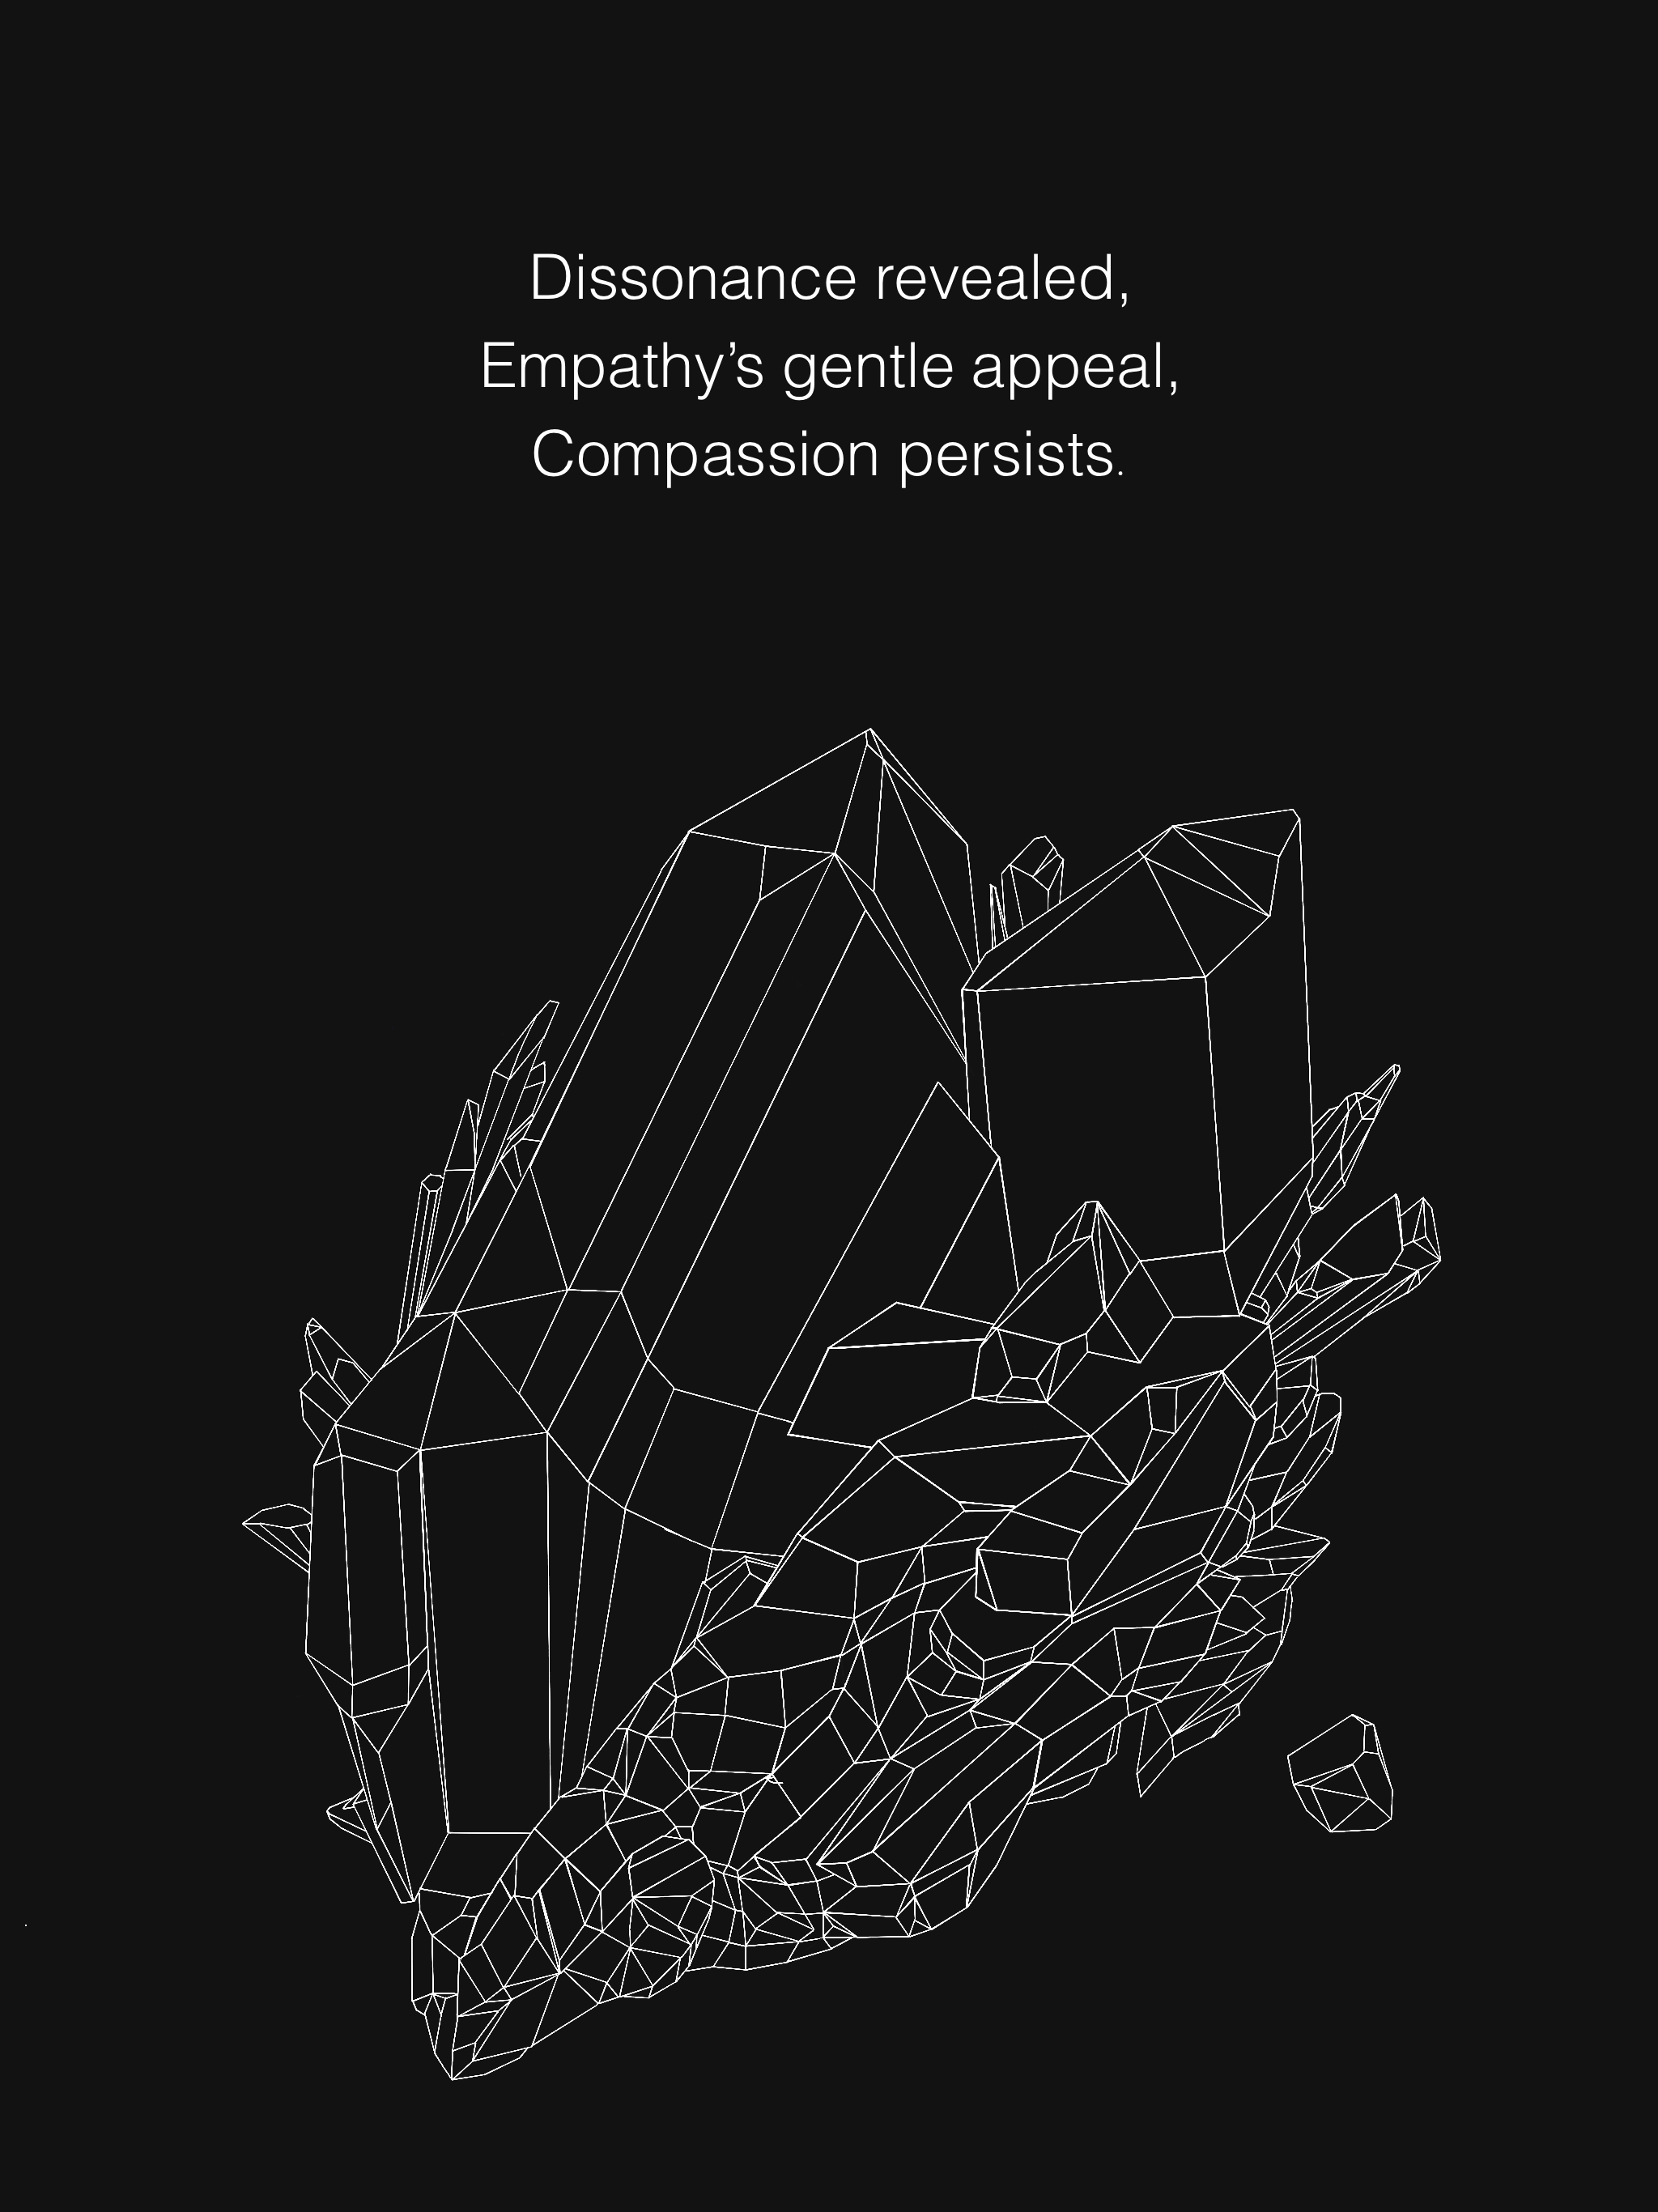 Dissonance revealed,
Empathy’s gentle appeal,
Compassion persists.